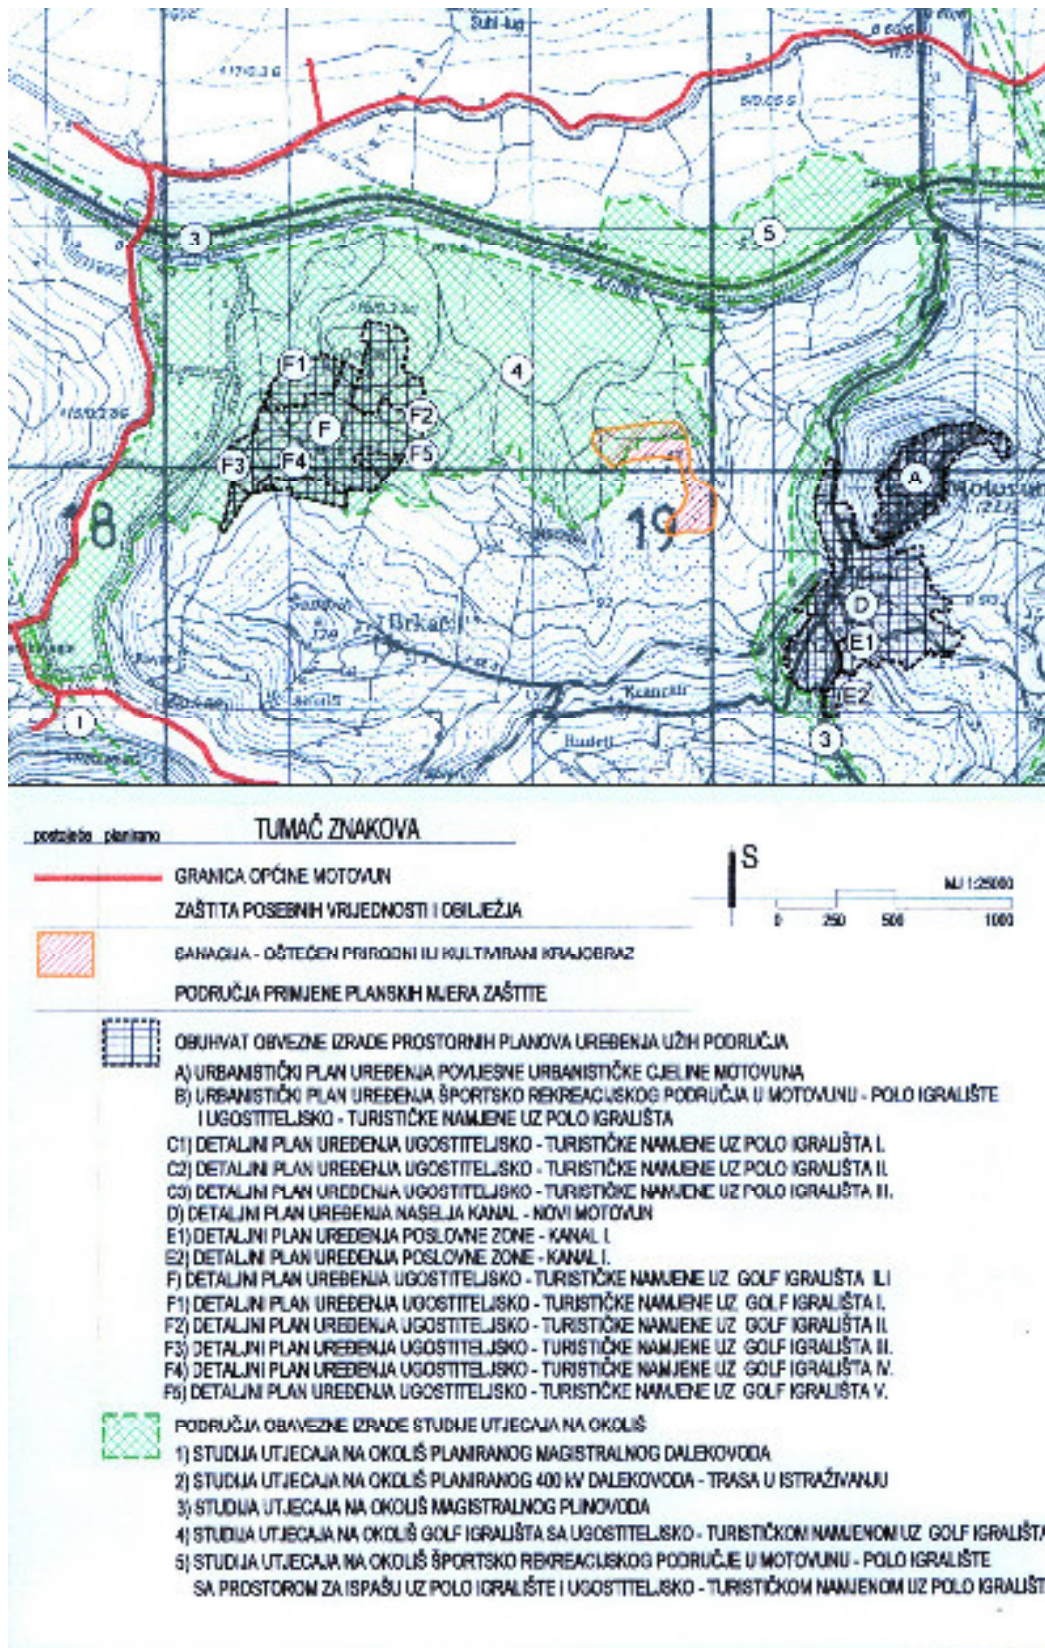 Suhi lug
3
5
F1
4
F
F2
F3
F4
F5
A
18
19
D
Brkač
E1
E2
1
3
postojeće planirano
TUMAČ ZNAKOVA
S
GRANICA OPĆINE MOTOVUN
MJ 1:25000
ZAŠTITA POSEBNIH VRIJEDNOSTI I OBILJEŽJA
0 250 500 1000
SANACIJA - OŠTEĆEN PRIRODNI ILI KULTIVIRANI KRAJOBRAZ
PODRUČJA PRIMJENE PLANSKIH MJERA ZAŠTITE
OBUHVAT OBVEZNE IZRADE PROSTORNIH PLANOVA UREĐENJA UŽIH PODRUČJA
A) URBANISTIČKI PLAN UREĐENJA POVIJESNE URBANISTIČKE CJELINE MOTOVUNA
B) URBANISTIČKI PLAN UREĐENJA ŠPORTSKO REKREACIJSKOG PODRUČJA U MOTOVUNU - POLO IGRALIŠTE
I UGOSTITELJSKO - TURISTIČKE NAMJENE UZ POLO IGRALIŠTA
C1) DETALJNI PLAN UREĐENJA UGOSTITELJSKO - TURISTIČKE NAMJENE UZ POLO IGRALIŠTA I.
C2) DETALJNI PLAN UREĐENJA UGOSTITELJSKO - TURISTIČKE NAMJENE UZ POLO IGRALIŠTA II.
C3) DETALJNI PLAN UREĐENJA UGOSTITELJSKO - TURISTIČKE NAMJENE UZ POLO IGRALIŠTA III.
D) DETALJNI PLAN UREĐENJA NASELJA KANAL - NOVI MOTOVUN
E1) DETALJNI PLAN UREĐENJA POSLOVNE ZONE - KANAL I.
E2) DETALJNI PLAN UREĐENJA POSLOVNE ZONE - KANAL I.
F) DETALJNI PLAN UREĐENJA UGOSTITELJSKO - TURISTIČKE NAMJENE UZ GOLF IGRALIŠTA
F1) DETALJNI PLAN UREĐENJA UGOSTITELJSKO - TURISTIČKE NAMJENE UZ GOLF IGRALIŠTA I.
F2) DETALJNI PLAN UREĐENJA UGOSTITELJSKO - TURISTIČKE NAMJENE UZ GOLF IGRALIŠTA II.
F3) DETALJNI PLAN UREĐENJA UGOSTITELJSKO - TURISTIČKE NAMJENE UZ GOLF IGRALIŠTA III.
F4) DETALJNI PLAN UREĐENJA UGOSTITELJSKO - TURISTIČKE NAMJENE UZ GOLF IGRALIŠTA IV.
F5) DETALJNI PLAN UREĐENJA UGOSTITELJSKO - TURISTIČKE NAMJENE UZ GOLF IGRALIŠTA V.
PODRUČJA OBAVEZNE IZRADE STUDIJE UTJECAJA NA OKOLIŠ
1) STUDIJA UTJECAJA NA OKOLIŠ PLANIRANOG MAGISTRALNOG DALEKOVODA
2) STUDIJA UTJECAJA NA OKOLIŠ PLANIRANOG 400 kV DALEKOVODA - TRASA U ISTRAŽIVANJU
3) STUDIJA UTJECAJA NA OKOLIŠ MAGISTRALNOG PLINOVODA
4) STUDIJA UTJECAJA NA OKOLIŠ GOLF IGRALIŠTA SA UGOSTITELJSKO - TURISTIČKOM NAMJENOM UZ GOLF IGRALIŠTA
5) STUDIJA UTJECAJA NA OKOLIŠ ŠPORTSKO REKREACIJSKOG PODRUČJE U MOTOVUNU - POLO IGRALIŠTE
SA PROSTOROM ZA ISPAŠU UZ POLO IGRALIŠTE I UGOSTITELJSKO - TURISTIČKOM NAMJENOM UZ POLO IGRALIŠT